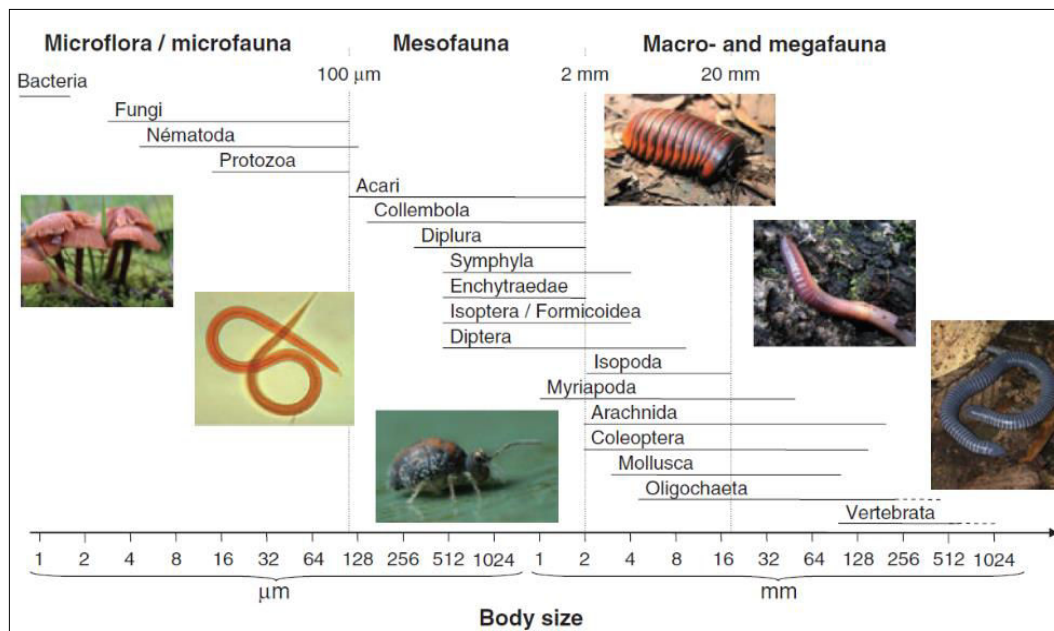 Microflora / microfauna Mesofauna Macro- and megafauna
100 µm 2 mm 20 mm
Bacteria
Fungi
Nématoda
Protozoa
Acari
Collembola
Diplura
Symphyla
Enchytraedae
Isoptera / Formicoidea
Diptera
Isopoda
Myriapoda
Arachnida
Coleoptera
Mollusca
Oligochaeta
Vertebrata
1 2 4 8 16 32 64 128 256 512 1024 1 2 4 8 16 32 64 128 256 512 1024
µm mm
Body size